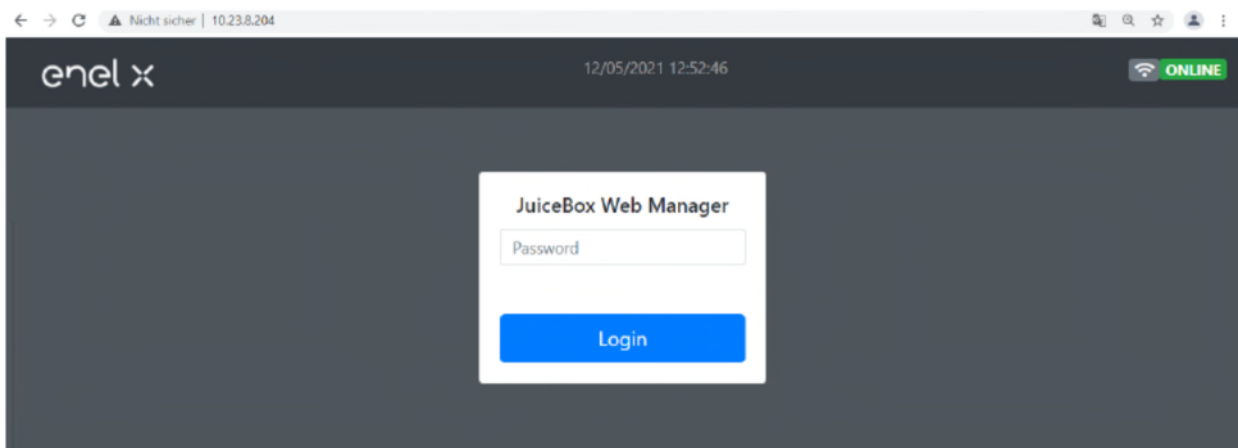 Nicht sicher | 10.23.8.204
enel x
12/05/2021 12:52:46
ONLINE
JuiceBox Web Manager
Password
Login